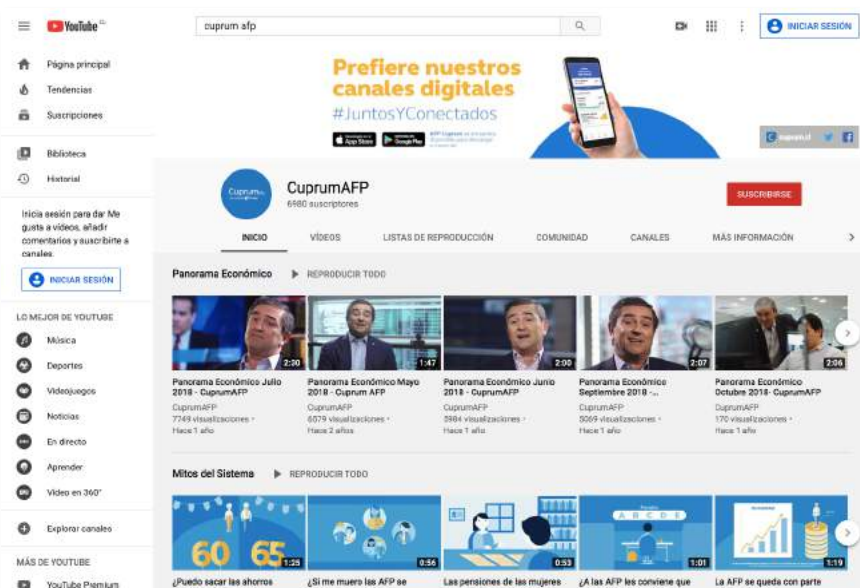 YouTube CL
cuprum afp
INICIAR SESIÓN
Página principal
Tendencias
Suscripciones
Biblioteca
Historial
Inicia sesión para dar Me
gusta a vídeos, añadir
comentarios y suscribirte a
canales.
INICIAR SESIÓN
LO MEJOR DE YOUTUBE
Música
Deportes
Videojuegos
Noticias
En directo
Aprender
Vídeo en 360°
Explorar canales
MÁS DE YOUTUBE
YouTube Premium
Prefiere nuestros
canales digitales
#JuntosYConectados
App Store
Google Play
cuprum.cl
Cuprum
CuprumAFP
6980 suscriptores
SUSCRIBIRSE
INICIO
VÍDEOS
LISTAS DE REPRODUCCIÓN
COMUNIDAD
CANALES
MÁS INFORMACIÓN
Panorama Económico
REPRODUCIR TODO
2:30
Panorama Económico Julio
2018 - CuprumAFP
CuprumAFP
7749 visualizaciones •
Hace 1 año
1:47
Panorama Económico Mayo
2018 - Cuprum AFP
CuprumAFP
6579 visualizaciones •
Hace 2 años
2:00
Panorama Económico Junio
2018 - CuprumAFP
CuprumAFP
5984 visualizaciones •
Hace 1 año
2:07
Panorama Económico
Septiembre 2018 -...
CuprumAFP
5069 visualizaciones •
Hace 1 año
2:06
Panorama Económico
Octubre 2018- CuprumAFP
CuprumAFP
170 visualizaciones •
Hace 1 año
Mitos del Sistema
REPRODUCIR TODO
60 65
1:25
¿Puedo sacar las ahorros
0:56
¿Si me muero las AFP se
0:53
Las pensiones de las mujeres
A B C D E
1:01
¿A las AFP les conviene que
1:19
La AFP se queda con parte